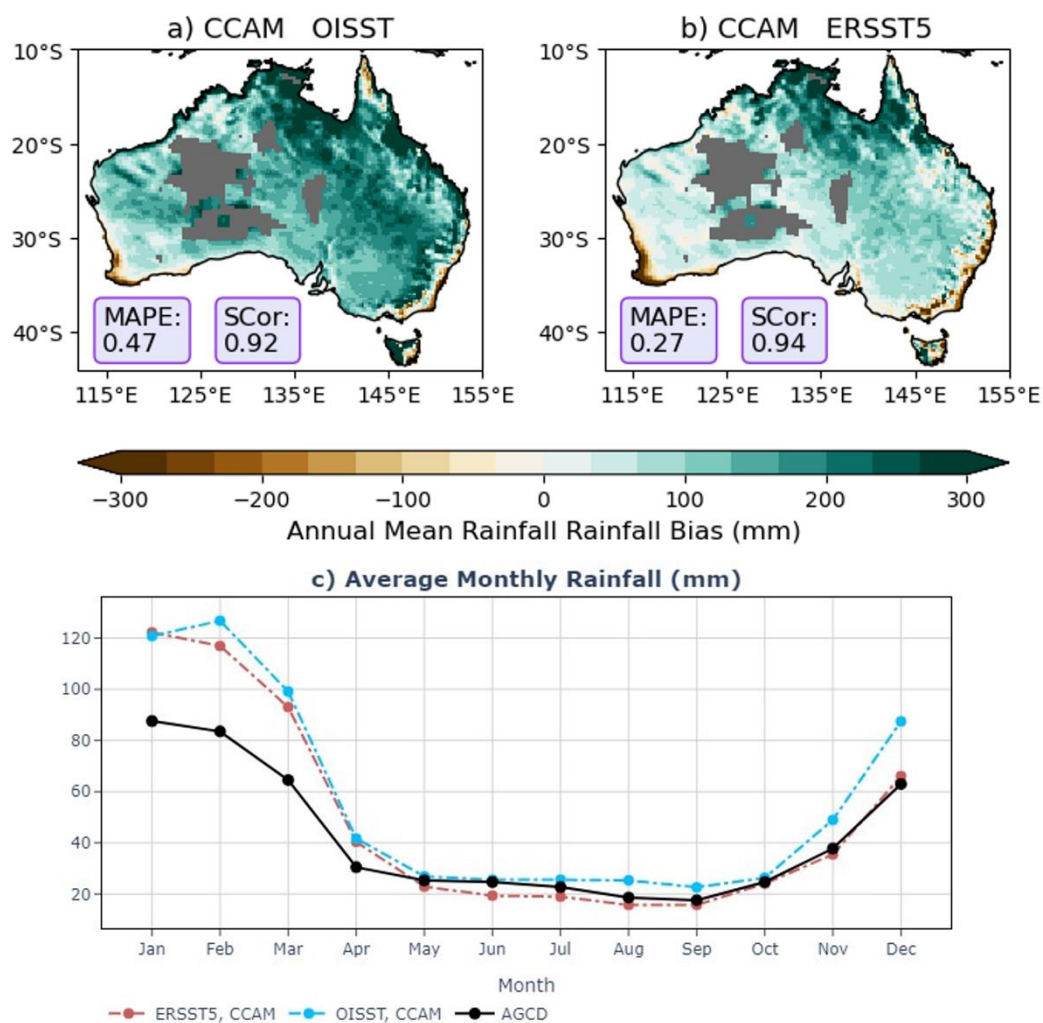 a) CCAM   OISST
b) CCAM   ERSST5
10°S
20°S
30°S
40°S
MAPE:
0.47
SCor:
0.92
115°E 125°E 135°E 145°E 155°E
10°S
20°S
30°S
40°S
MAPE:
0.27
SCor:
0.94
115°E 125°E 135°E 145°E 155°E
−300 −200 −100 0 100 200 300
Annual Mean Rainfall Rainfall Bias (mm)
c) Average Monthly Rainfall (mm)
120
100
80
60
40
20
Jan Feb Mar Apr May Jun Jul Aug Sep Oct Nov Dec
Month
ERSST5, CCAM OISST, CCAM AGCD